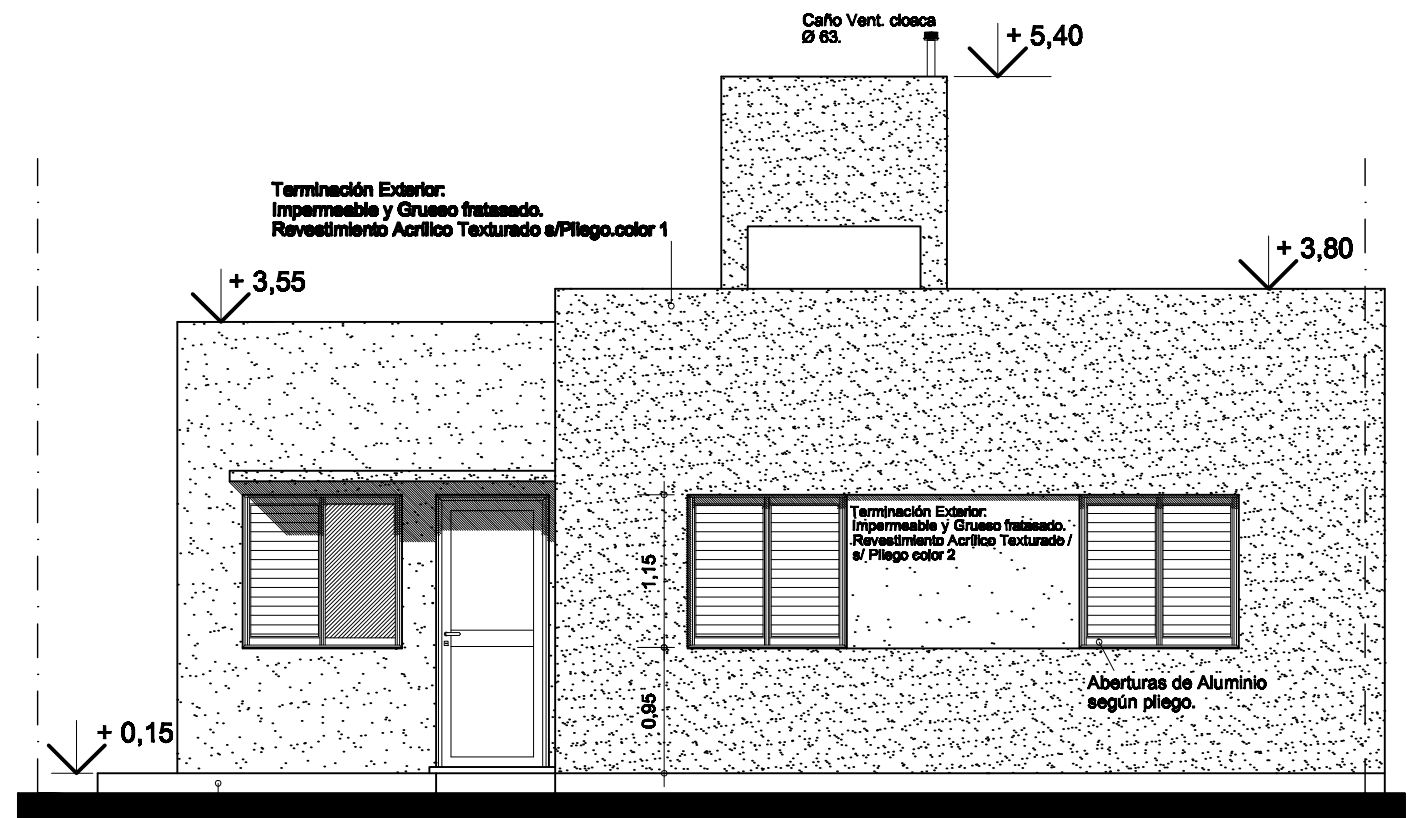 Caño Vent. cloaca
Ø 63.
+ 5,40
Terminación Exterior:
Impermeable y Grueso fratasado.
Revestimiento Acrílico Texturado s/Pliego.color 1
+ 3,80
+ 3,55
Terminación Exterior:
Impermeable y Grueso fratasado.
Revestimiento Acrílico Texturado /
s/ Pliego color 2
1,15
Aberturas de Aluminio
según pliego.
0,95
+ 0,15